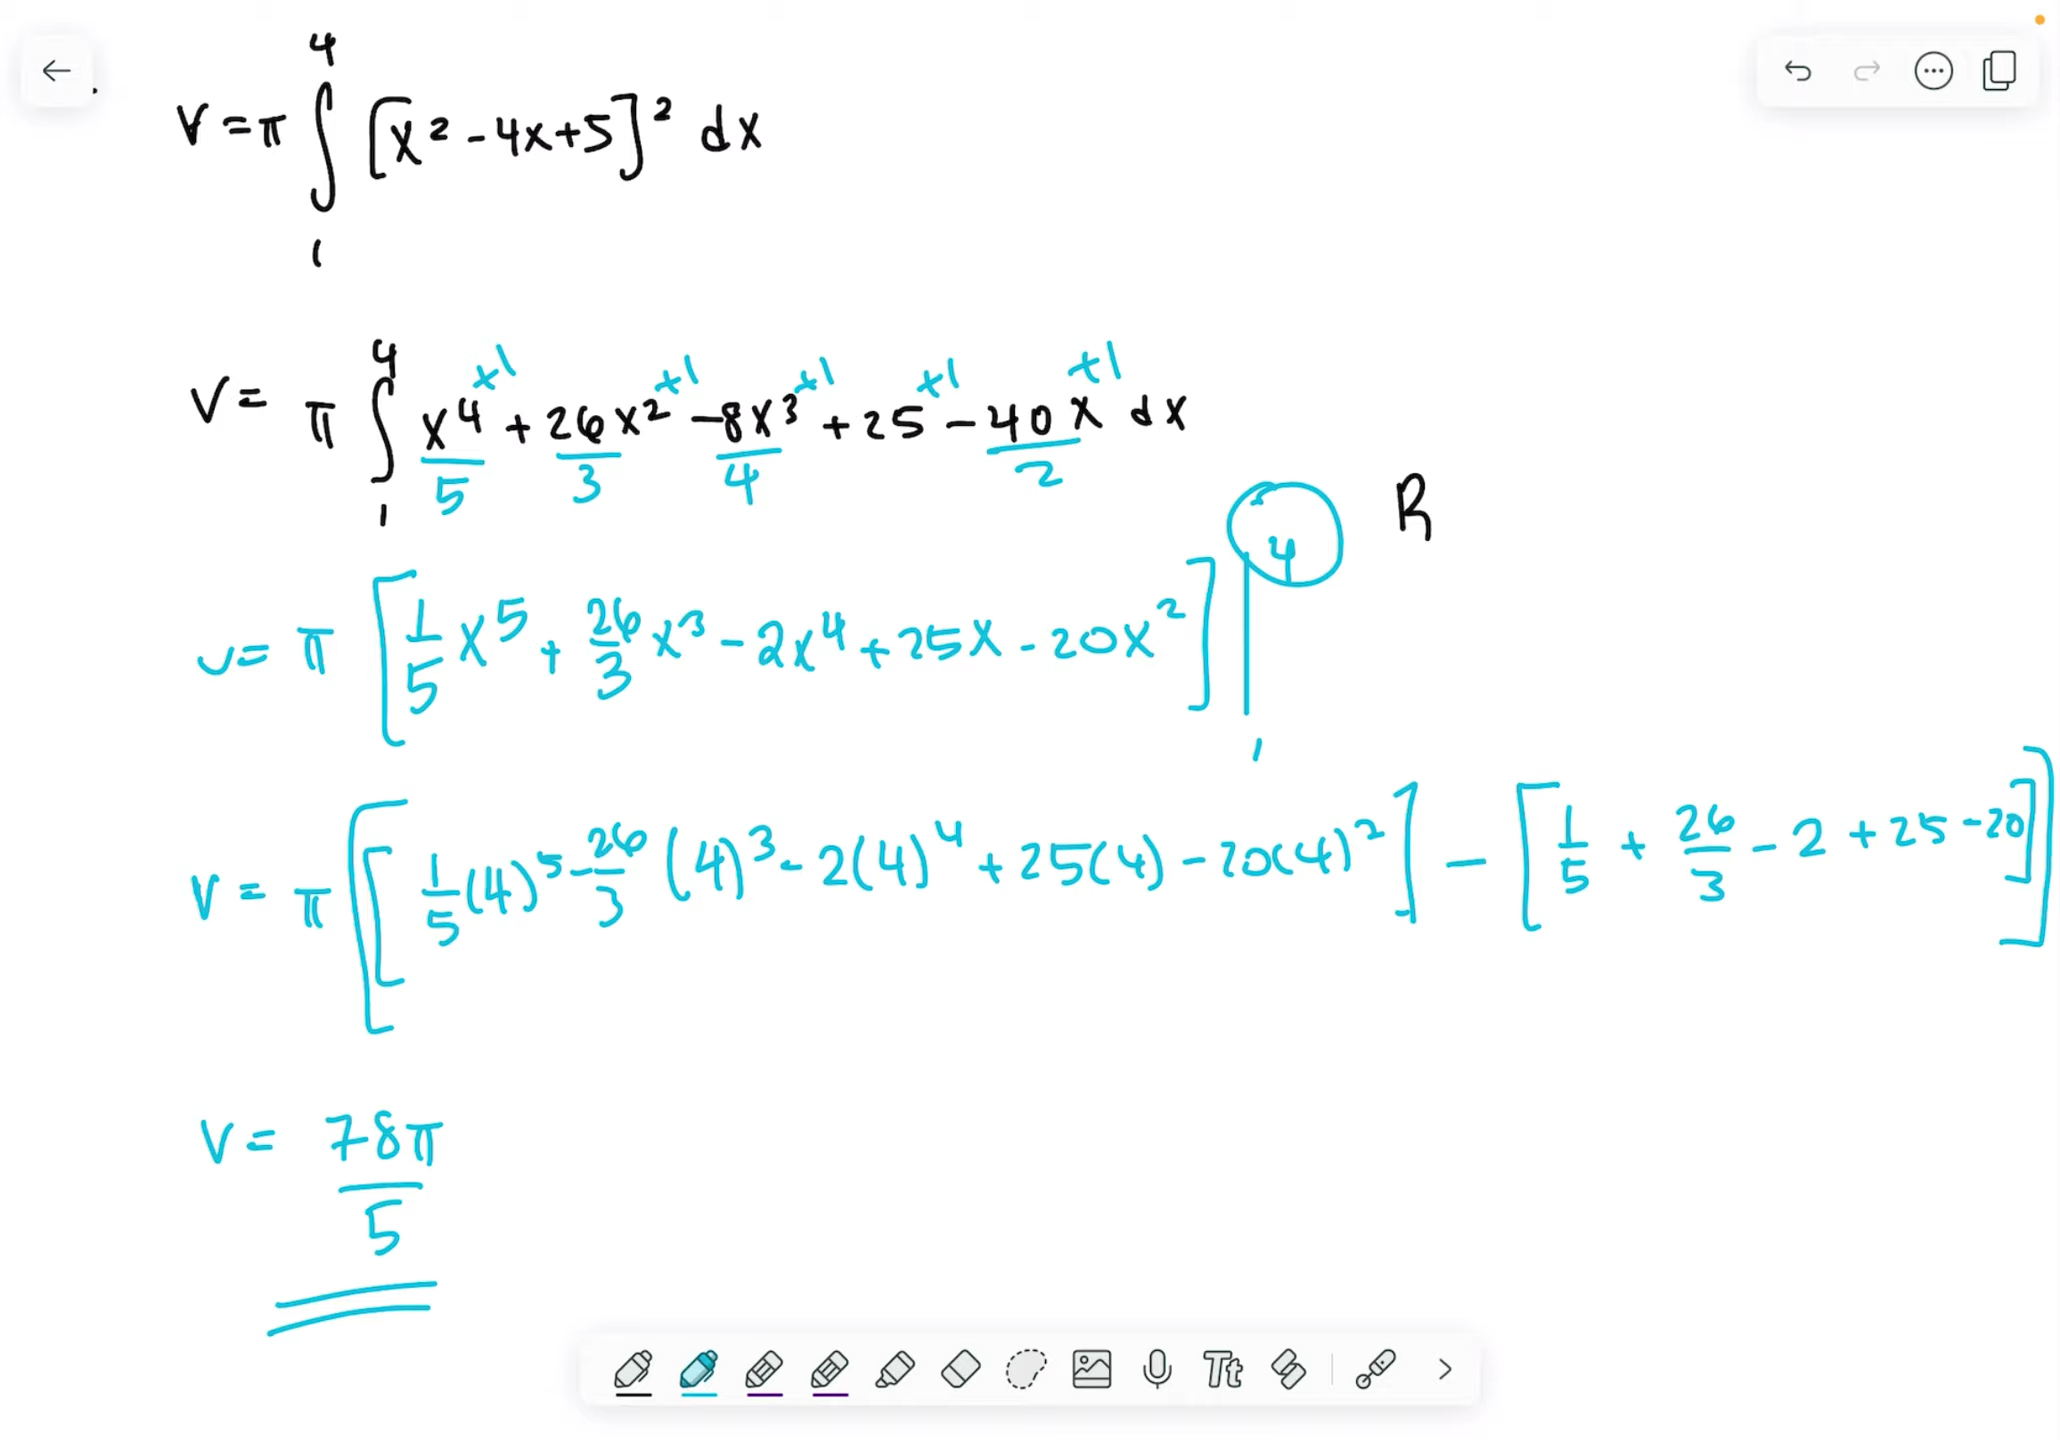 V = π ∫₁⁴ [x² - 4x + 5]² dx
V = π ∫₁⁴ x⁴ + 26x² - 8x³ + 25 - 40x dx
+1 +1 +1 +1 +1
5 3 4 2
R
v = π [1/5 x⁵ + 26/3 x³ - 2x⁴ + 25x - 20x²] |₁⁴
V = π [[1/5(4)⁵ - 26/3 (4)³ - 2(4)⁴ + 25(4) - 20(4)²] - [1/5 + 26/3 - 2 + 25 - 20]]
V = 78π/5
Tt